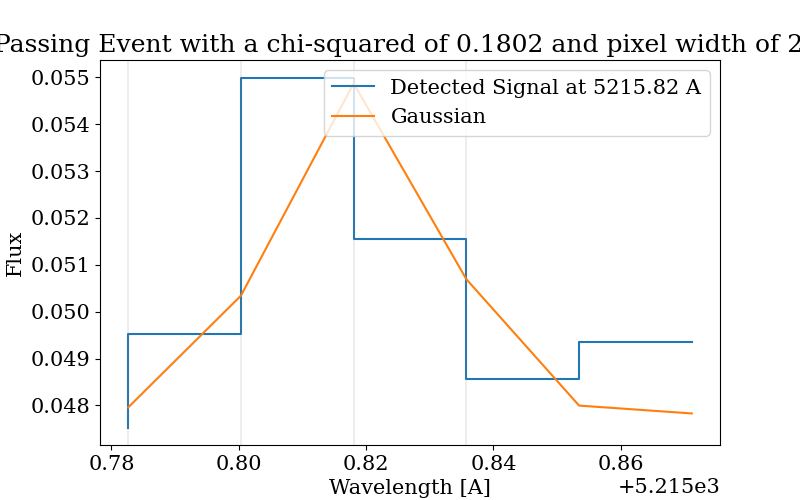 Passing Event with a chi-squared of 0.1802 and pixel width of 2
Detected Signal at 5215.82 A
Gaussian
Flux
0.055
0.054
0.053
0.052
0.051
0.050
0.049
0.048
0.78
0.80
0.82
0.84
0.86
+5.215e3
Wavelength [A]